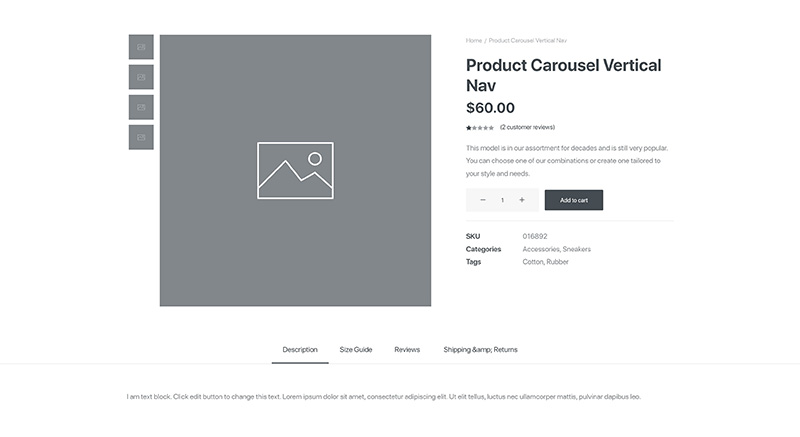 Home / Product Carousel Vertical Nav
Product Carousel Vertical
Nav
$60.00
(2 customer reviews)
This model is in our assortment for decades and is still very popular.
You can choose one of our combinations or create one tailored to
your style and needs.
− 1 + Add to cart
SKU 016892
Categories Accessories, Sneakers
Tags Cotton, Rubber
Description Size Guide Reviews Shipping &amp; Returns
I am text block. Click edit button to change this text. Lorem ipsum dolor sit amet, consectetur adipiscing elit. Ut elit tellus, luctus nec ullamcorper mattis, pulvinar dapibus leo.